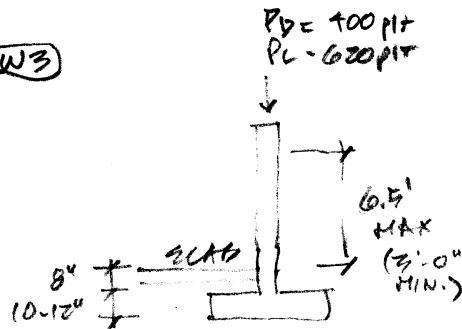 W3
PD = 400 plf
PL - 620 plf
6.5'
MAX
(3'-0"
MIN.)
SLAB
8"
10-12"